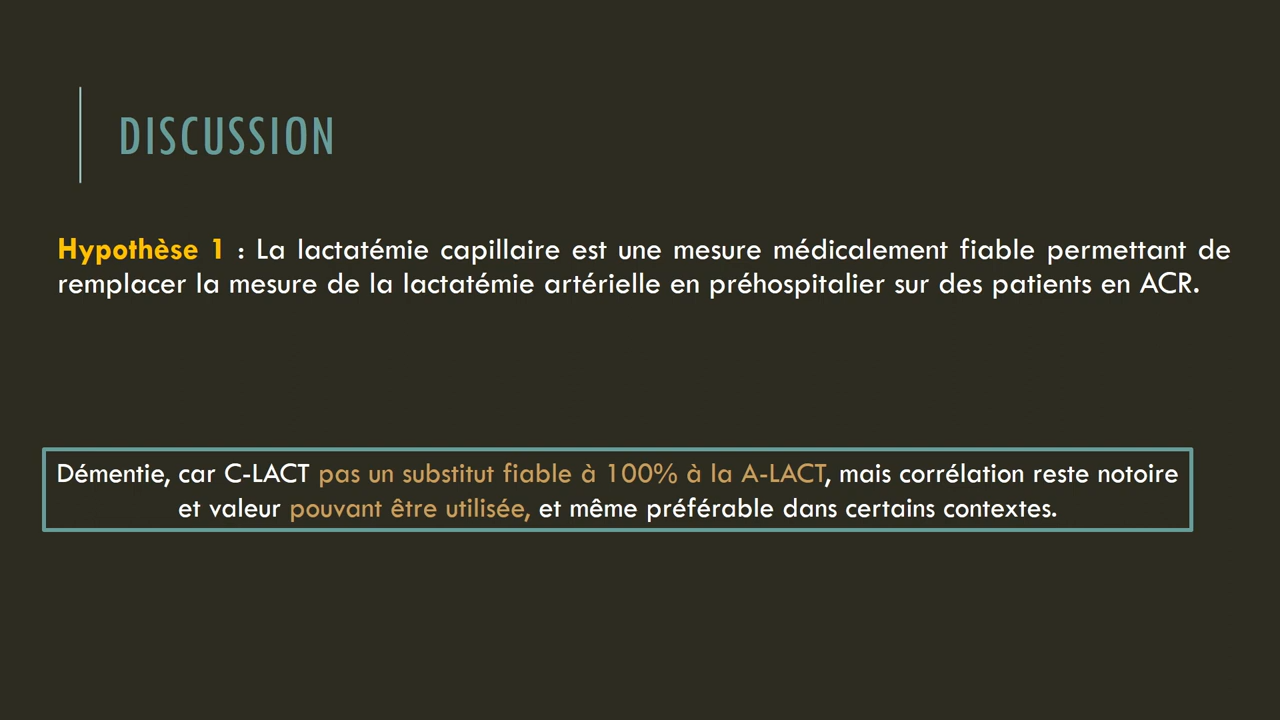 DISCUSSION
Hypothèse 1 : La lactatémie capillaire est une mesure médicalement fiable permettant de
remplacer la mesure de la lactatémie artérielle en préhospitalier sur des patients en ACR.
Démentie, car C-LACT pas un substitut fiable à 100% à la A-LACT, mais corrélation reste notoire
et valeur pouvant être utilisée, et même préférable dans certains contextes.